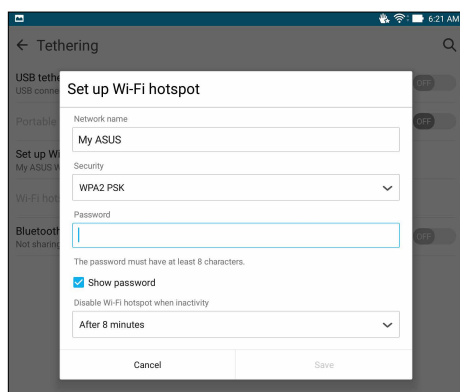 6:21 AM
Tethering
USB tethe
USB conne
OFF
Portable
OFF
Set up Wi
My ASUS W
Wi-Fi hot
Bluetooth
Not sharing
OFF
Set up Wi-Fi hotspot
Network name
My ASUS
Security
WPA2 PSK
Password
The password must have at least 8 characters.
Show password
Disable Wi-Fi hotspot when inactivity
After 8 minutes
Cancel
Save